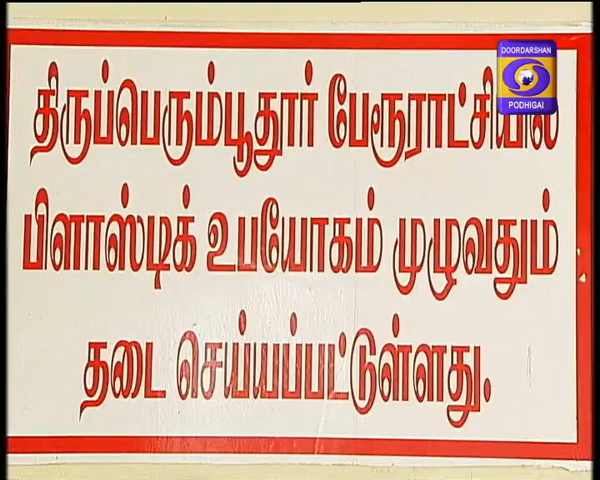 DOORDARSHAN
PODHIGAI
திருப்பெரும்பூதூர் பேரூராட்சியில்
பிளாஸ்டிக் உபயோகம் முழுவதும்
தடை செய்யப்பட்டுள்ளது.